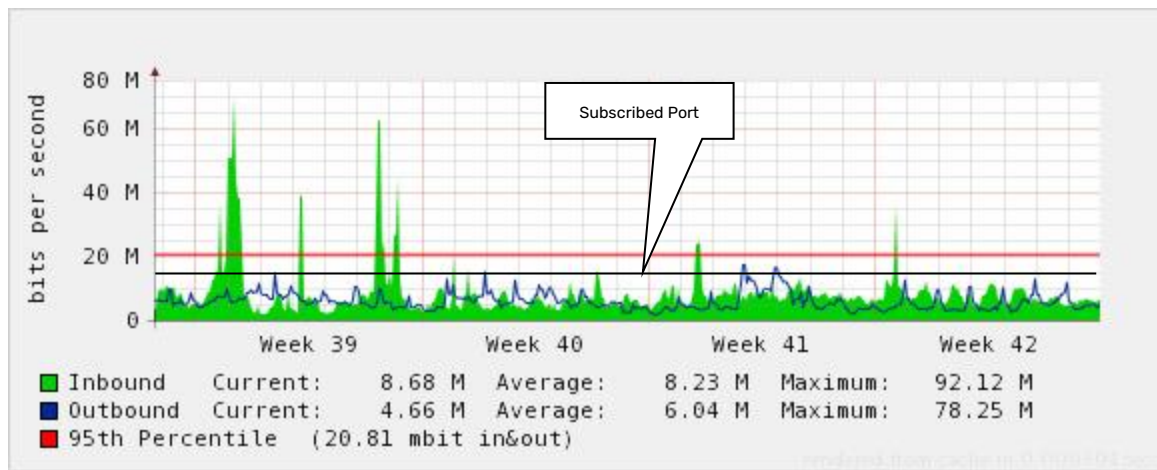 Subscribed Port
80 M
60 M
40 M
20 M
0
bits per second
Week 39 Week 40 Week 41 Week 42
Inbound Current: 8.68 M Average: 8.23 M Maximum: 92.12 M
Outbound Current: 4.66 M Average: 6.04 M Maximum: 78.25 M
95th Percentile (20.81 mbit in&out)